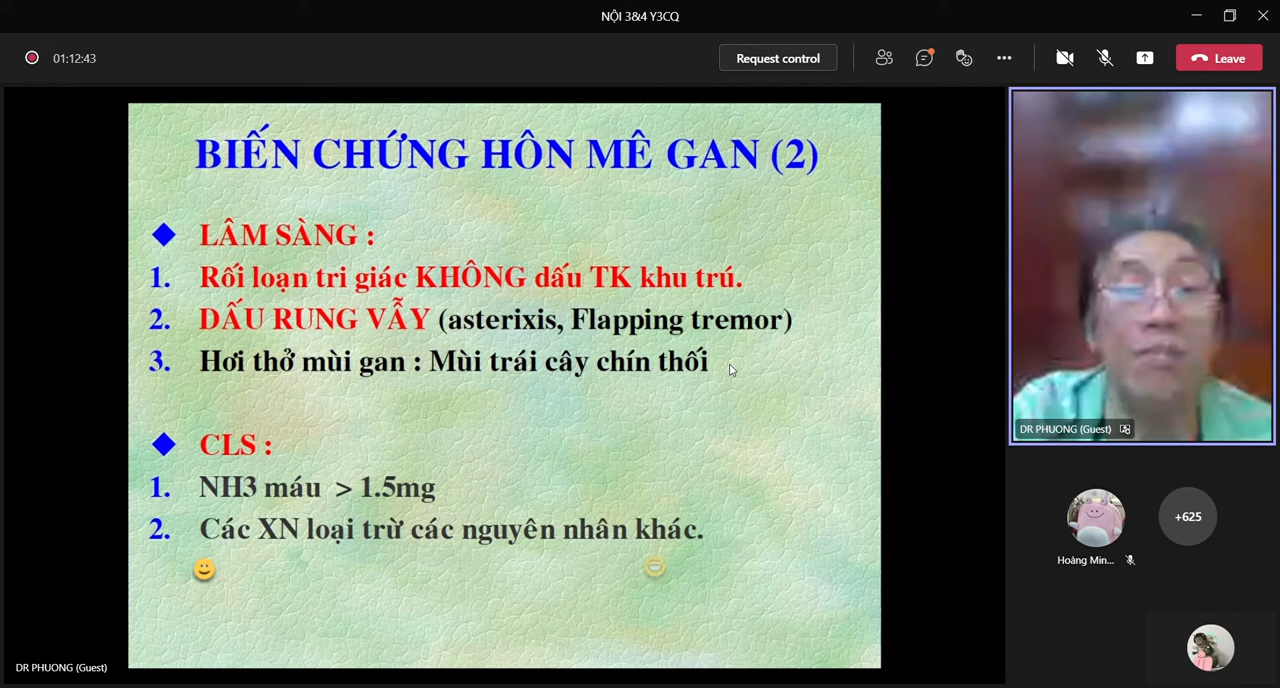 NỘI 3&4 Y3CQ
01:12:43
Request control
Leave
BIẾN CHỨNG HÔN MÊ GAN (2)
LÂM SÀNG :
1. Rối loạn tri giác KHÔNG dấu TK khu trú.
2. DẤU RUNG VẪY (asterixis, Flapping tremor)
3. Hơi thở mùi gan : Mùi trái cây chín thối
CLS :
1. NH3 máu > 1.5mg
2. Các XN loại trừ các nguyên nhân khác.
DR PHUONG (Guest)
+625
Hoàng Min...
DR PHUONG (Guest)